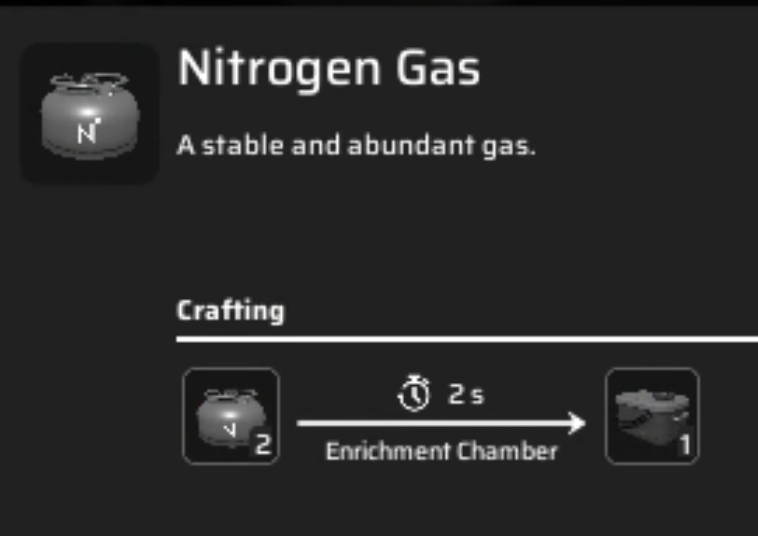 Nitrogen Gas
N
A stable and abundant gas.
Crafting
2 s
2
Enrichment Chamber
1